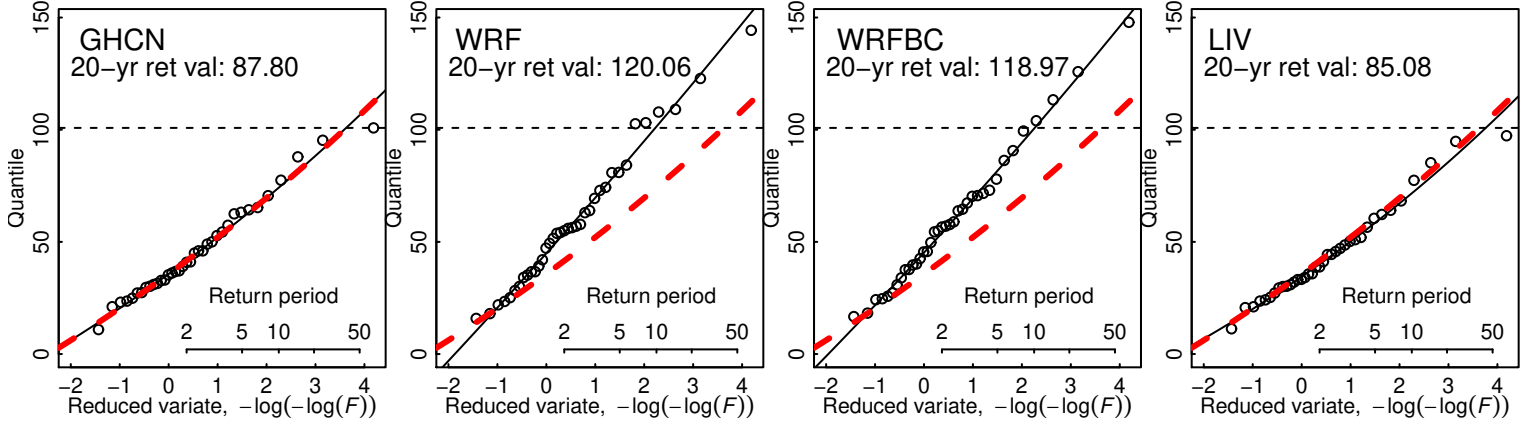 GHCN
20−yr ret val: 87.80
Quantile
0
50
100
150
Return period
2 5 10 50
−2 −1 0 1 2 3 4
Reduced variate, −log(−log(F))
WRF
20−yr ret val: 120.06
Quantile
0
50
100
150
Return period
2 5 10 50
−2 −1 0 1 2 3 4
Reduced variate, −log(−log(F))
WRFBC
20−yr ret val: 118.97
Quantile
0
50
100
150
Return period
2 5 10 50
−2 −1 0 1 2 3 4
Reduced variate, −log(−log(F))
LIV
20−yr ret val: 85.08
Quantile
0
50
100
150
Return period
2 5 10 50
−2 −1 0 1 2 3 4
Reduced variate, −log(−log(F))